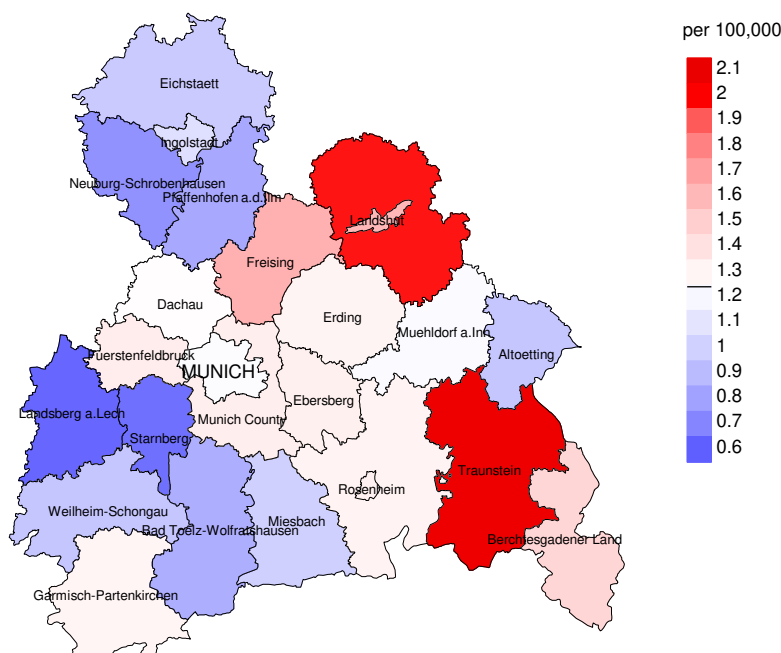 per 100,000
2.1
2
1.9
1.8
1.7
1.6
1.5
1.4
1.3
1.2
1.1
1
0.9
0.8
0.7
0.6
Eichstaett
Ingolstadt
Neuburg-Schrobenhausen
Pfaffenhofen a.d.Ilm
Landshut
Freising
Dachau
Erding
Muehldorf a.Inn
Altoetting
Fuerstenfeldbruck
MUNICH
Ebersberg
Landsberg a.Lech
Munich County
Starnberg
Traunstein
Rosenheim
Weilheim-Schongau
Miesbach
Bad Toelz-Wolfratshausen
Berchtesgadener Land
Garmisch-Partenkirchen